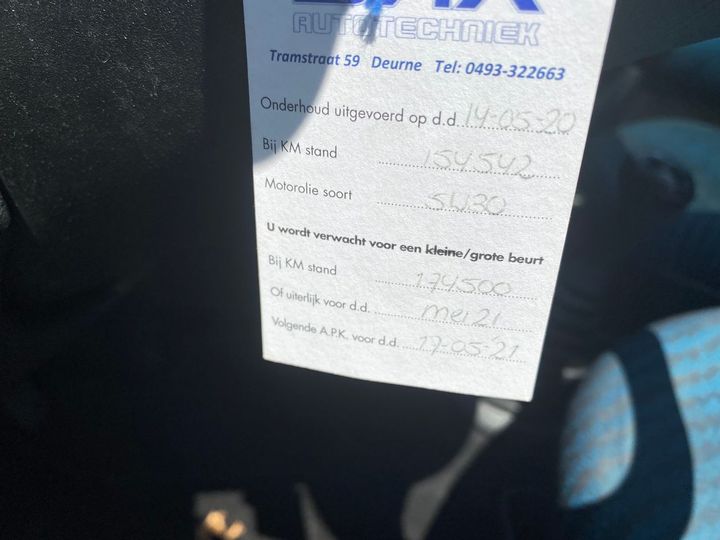 AUTOTECHNIEK
Tramstraat 59 Deurne Tel: 0493-322663
Onderhoud uitgevoerd op d.d. 14-05-20
Bij KM stand 154542
Motorolie soort 5W30
U wordt verwacht voor een kleine/grote beurt
Bij KM stand 174500
Of uiterlijk voor d.d. mei 21
Volgende A.P.K. voor d.d. 17-05-21